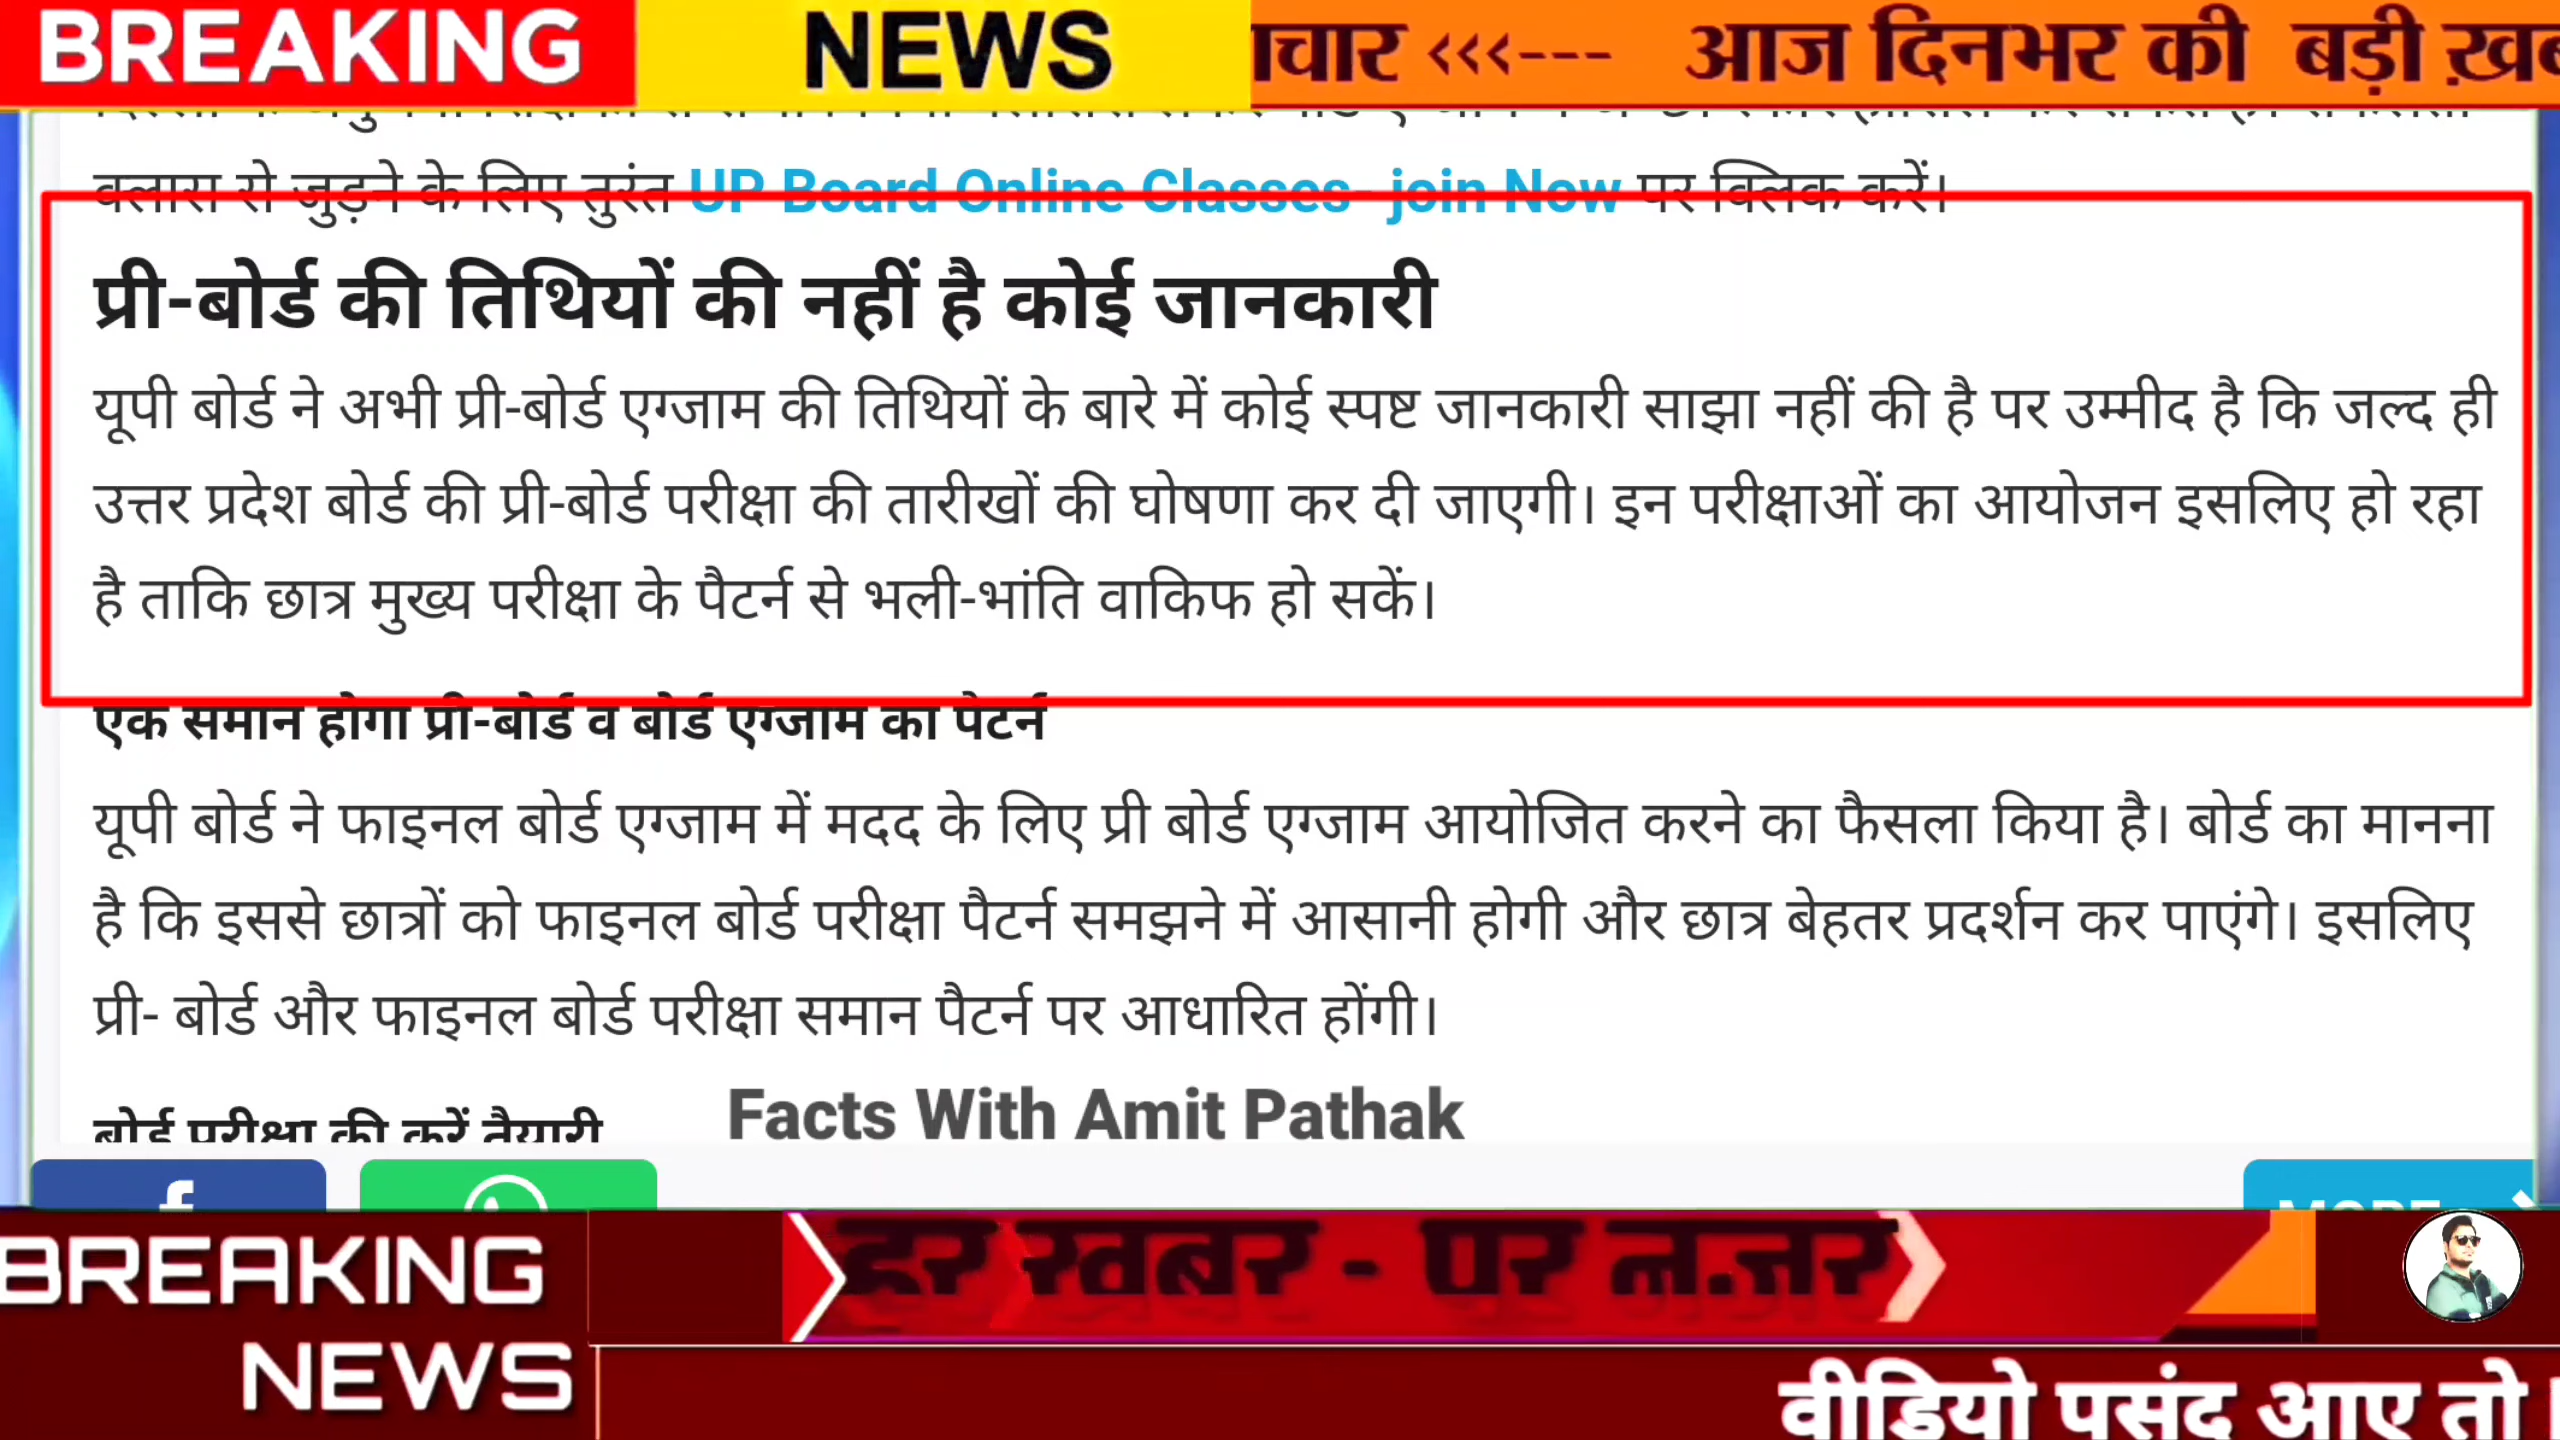 BREAKING NEWS
आज दिनभर की बड़ी
क्लास से जुड़ने के लिए तुरंत UP Board Online Classes- join Now पर क्लिक करें।
प्री-बोर्ड की तिथियों की नहीं है कोई जानकारी
यूपी बोर्ड ने अभी प्री-बोर्ड एग्जाम की तिथियों के बारे में कोई स्पष्ट जानकारी साझा नहीं की है पर उम्मीद है कि जल्द ही
उत्तर प्रदेश बोर्ड की प्री-बोर्ड परीक्षा की तारीखों की घोषणा कर दी जाएगी। इन परीक्षाओं का आयोजन इसलिए हो रहा
है ताकि छात्र मुख्य परीक्षा के पैटर्न से भली-भांति वाकिफ हो सकें।
एक समान होगा प्री-बोर्ड व बोर्ड एग्जाम का पैटर्न
यूपी बोर्ड ने फाइनल बोर्ड एग्जाम में मदद के लिए प्री बोर्ड एग्जाम आयोजित करने का फैसला किया है। बोर्ड का मानना
है कि इससे छात्रों को फाइनल बोर्ड परीक्षा पैटर्न समझने में आसानी होगी और छात्र बेहतर प्रदर्शन कर पाएंगे। इसलिए
प्री- बोर्ड और फाइनल बोर्ड परीक्षा समान पैटर्न पर आधारित होंगी।
बोर्ड परीक्षा की करें तैयारी
Facts With Amit Pathak
MORE
BREAKING
NEWS
हर खबर - पर नज़र
वीडियो पसंद आए तो